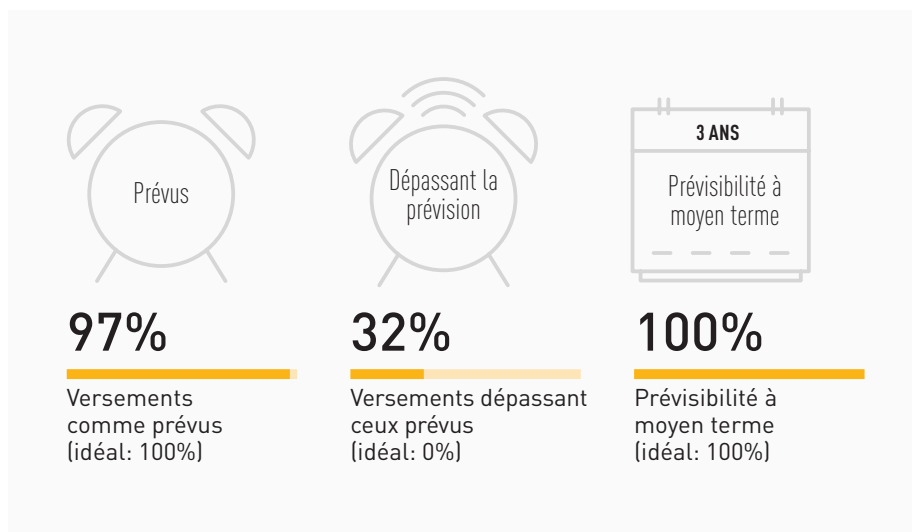 Prévus
Dépassant la
prévision
3 ANS
Prévisibilité à
moyen terme
97%
Versements
comme prévus
(idéal: 100%)
32%
Versements dépassant
ceux prévus
(idéal: 0%)
100%
Prévisibilité à
moyen terme
(idéal: 100%)